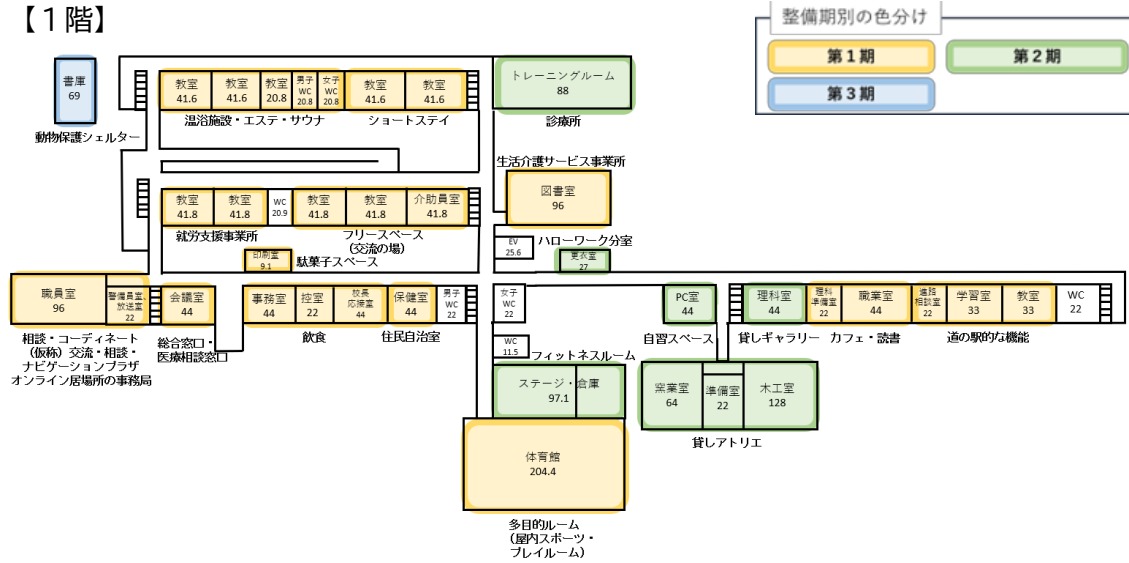 【１階】
整備期別の色分け
第１期
第２期
第３期
書庫
69
動物保護シェルター
教室
41.6
教室
41.6
教室
20.8
男子
WC
20.8
女子
WC
20.8
教室
41.6
教室
41.6
温浴施設・エステ・サウナ
ショートステイ
トレーニングルーム
88
診療所
生活介護サービス事業所
図書室
96
教室
41.8
教室
41.8
WC
20.9
教室
41.8
教室
41.8
介助員室
41.8
就労支援事業所
フリースペース
（交流の場）
EV
25.6
ハローワーク分室
更衣室
27
印刷室
9.1
駄菓子スペース
職員室
96
警備員室、
放送室
22
会議室
44
事務室
44
控室
22
校長
応接室
44
保健室
44
男子
WC
22
女子
WC
22
PC室
44
理科室
44
理科
準備室
22
職業室
44
進路
相談室
22
学習室
33
教室
33
WC
22
相談・コーディネート
（仮称）交流・相談・
ナビゲーションプラザ
オンライン居場所の事務局
総合窓口・
医療相談窓口
飲食
住民自治室
自習スペース
貸しギャラリー
カフェ・読書
道の駅的な機能
WC
11.5
フィットネスルーム
ステージ・倉庫
97.1
窯業室
64
準備室
22
木工室
128
貸しアトリエ
体育館
204.4
多目的ルーム
（屋内スポーツ・
プレイルーム）